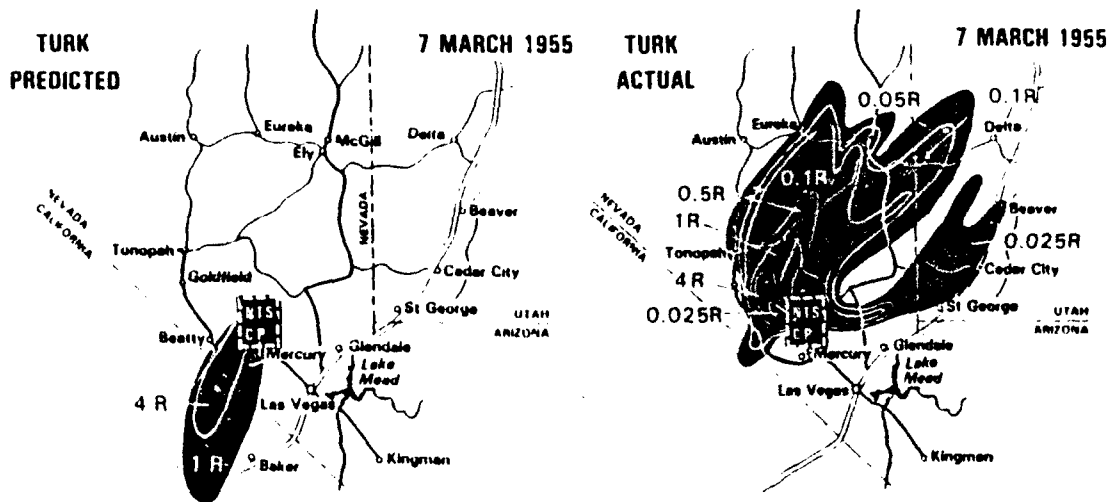 TURK
PREDICTED
7 MARCH 1955
Austin
Eureka
McGill
Ely
Delta
NEVADA
CALIFORNIA
NEVADA
Beaver
Tonopah
Goldfield
Cedar City
NTS
CP
St George
UTAH
ARIZONA
Beatty
Mercury
Glendale
Lake
Mead
4 R
Las Vegas
1 R
Baker
Kingman
TURK
ACTUAL
7 MARCH 1955
0.05R
0.1R
Austin
Eureka
Delta
0.5R
0.1R
NEVADA
CALIFORNIA
1R
Beaver
Tonopah
0.025R
4 R
Cedar City
0.025R
NTS
CP
St George
UTAH
ARIZONA
Mercury
Glendale
Lake
Mead
Las Vegas
Kingman